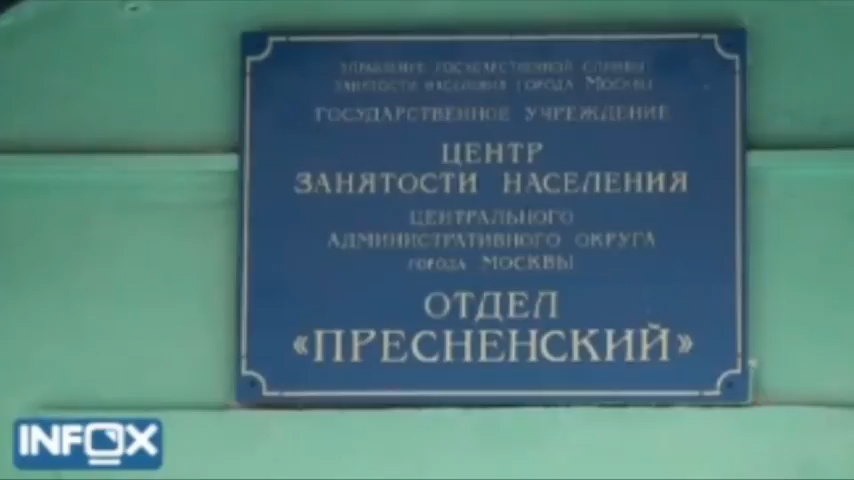 УПРАВЛЕНИЕ ГОСУДАРСТВЕННОЙ СЛУЖБЫ
ЗАНЯТОСТИ НАСЕЛЕНИЯ ГОРОДА МОСКВЫ
ГОСУДАРСТВЕННОЕ УЧРЕЖДЕНИЕ
ЦЕНТР
ЗАНЯТОСТИ НАСЕЛЕНИЯ
ЦЕНТРАЛЬНОГО
АДМИНИСТРАТИВНОГО ОКРУГА
ГОРОДА МОСКВЫ
ОТДЕЛ
«ПРЕСНЕНСКИЙ»
INFOX